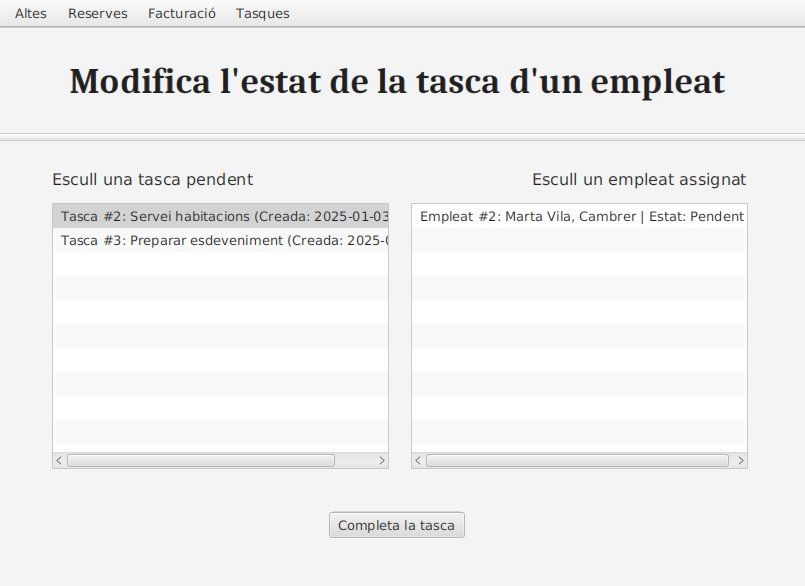 Altes Reserves Facturació Tasques
Modifica l'estat de la tasca d'un empleat
Escull una tasca pendent
Escull un empleat assignat
Tasca #2: Servei habitacions (Creada: 2025-01-03
Tasca #3: Preparar esdeveniment (Creada: 2025-0
Empleat #2: Marta Vila, Cambrer | Estat: Pendent
Completa la tasca